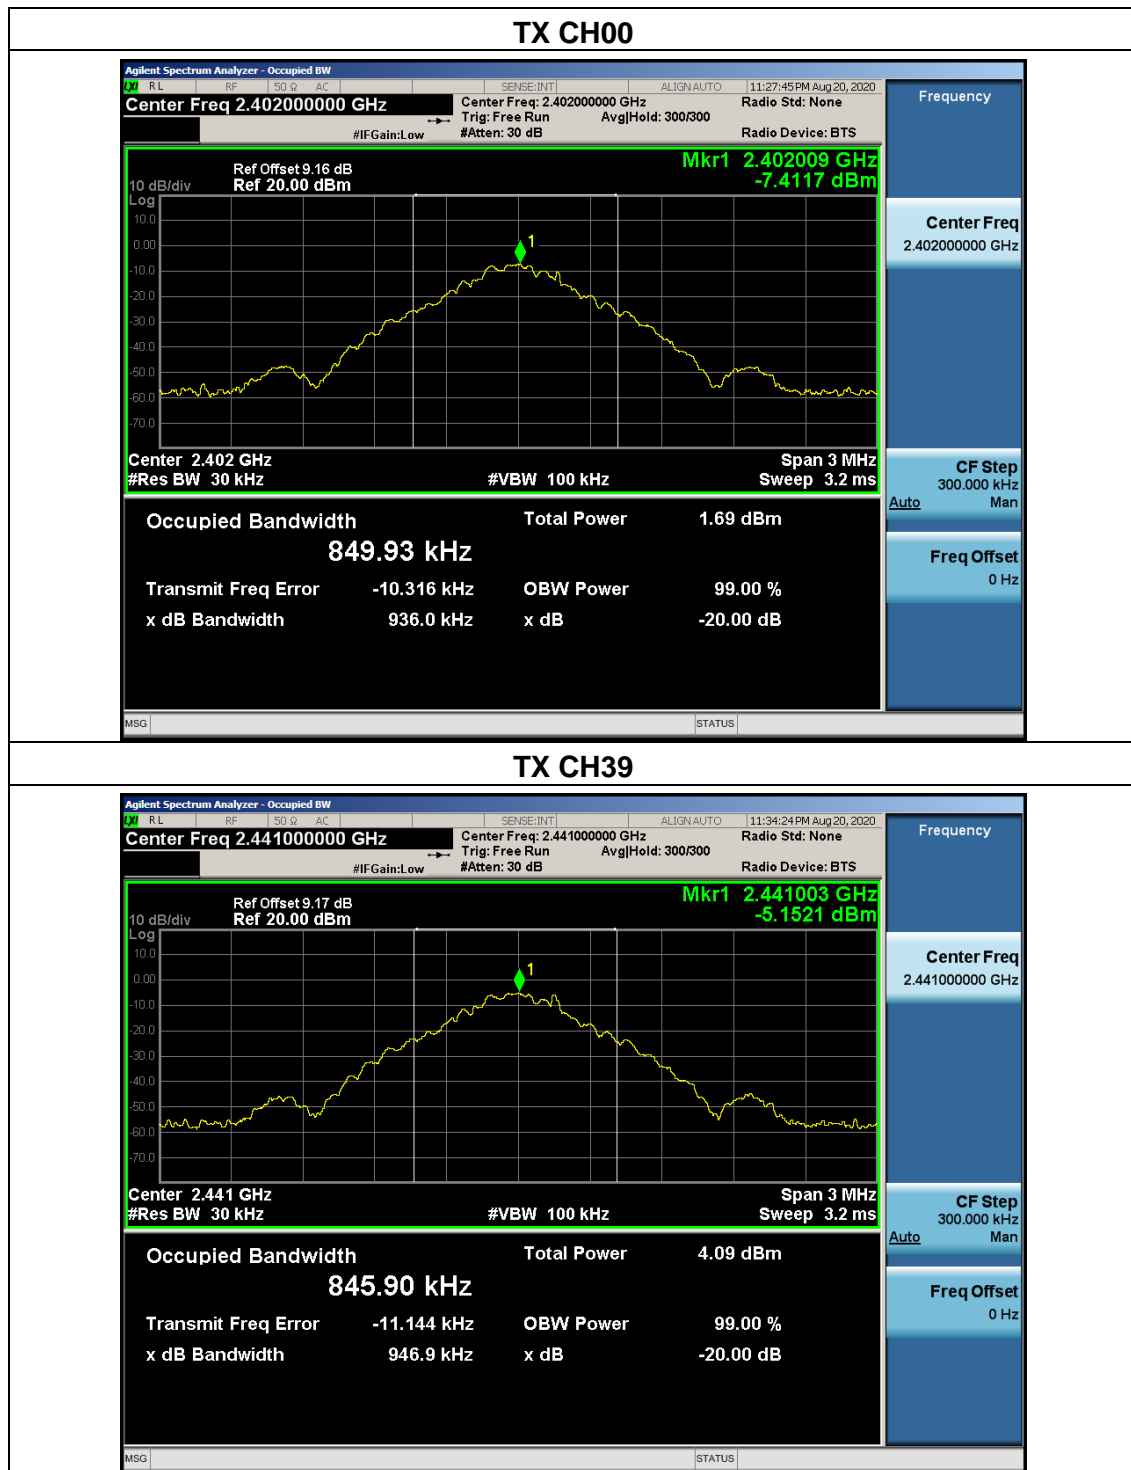 TX CH00
Agilent Spectrum Analyzer - Occupied BW
LXI RL RF 50 Ω AC SENSE:INT ALIGN AUTO 11:27:45 PM Aug 20, 2020
Center Freq 2.402000000 GHz
Center Freq: 2.402000000 GHz Radio Std: None
Trig: Free Run Avg|Hold: 300/300
#IFGain:Low #Atten: 30 dB Radio Device: BTS
Frequency
Mkr1 2.402009 GHz
-7.4117 dBm
Ref Offset 9.16 dB
10 dB/div Ref 20.00 dBm
Log
10.0
0.00
-10.0
-20.0
-30.0
-40.0
-50.0
-60.0
-70.0
1
Center Freq
2.402000000 GHz
Center 2.402 GHz Span 3 MHz
#Res BW 30 kHz #VBW 100 kHz Sweep 3.2 ms
CF Step
300.000 kHz
Auto Man
Occupied Bandwidth Total Power 1.69 dBm
849.93 kHz
Transmit Freq Error -10.316 kHz OBW Power 99.00 %
x dB Bandwidth 936.0 kHz x dB -20.00 dB
Freq Offset
0 Hz
MSG STATUS
TX CH39
Agilent Spectrum Analyzer - Occupied BW
LXI RL RF 50 Ω AC SENSE:INT ALIGN AUTO 11:34:24 PM Aug 20, 2020
Center Freq 2.441000000 GHz
Center Freq: 2.441000000 GHz Radio Std: None
Trig: Free Run Avg|Hold: 300/300
#IFGain:Low #Atten: 30 dB Radio Device: BTS
Frequency
Mkr1 2.441003 GHz
-5.1521 dBm
Ref Offset 9.17 dB
10 dB/div Ref 20.00 dBm
Log
10.0
0.00
-10.0
-20.0
-30.0
-40.0
-50.0
-60.0
-70.0
1
Center Freq
2.441000000 GHz
Center 2.441 GHz Span 3 MHz
#Res BW 30 kHz #VBW 100 kHz Sweep 3.2 ms
CF Step
300.000 kHz
Auto Man
Occupied Bandwidth Total Power 4.09 dBm
845.90 kHz
Transmit Freq Error -11.144 kHz OBW Power 99.00 %
x dB Bandwidth 946.9 kHz x dB -20.00 dB
Freq Offset
0 Hz
MSG STATUS